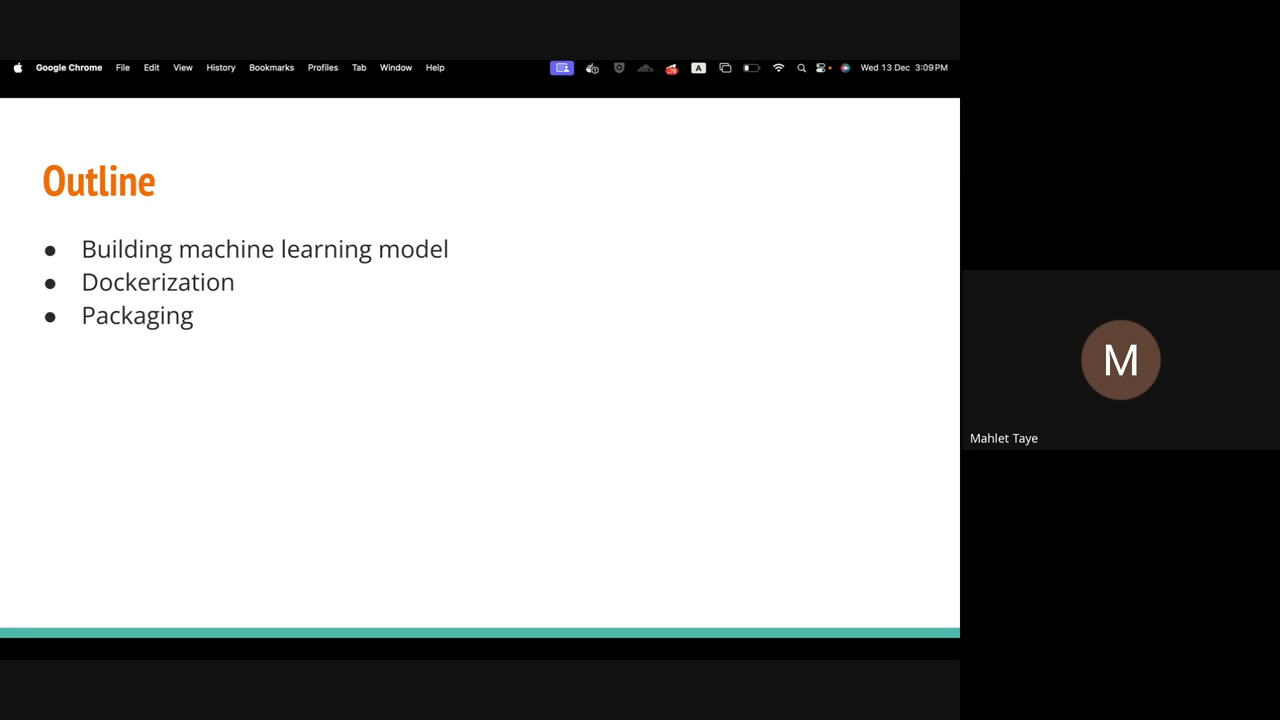 Google Chrome File Edit View History Bookmarks Profiles Tab Window Help A Wed 13 Dec 3:09 PM
Outline
● Building machine learning model
● Dockerization
● Packaging
M
Mahlet Taye